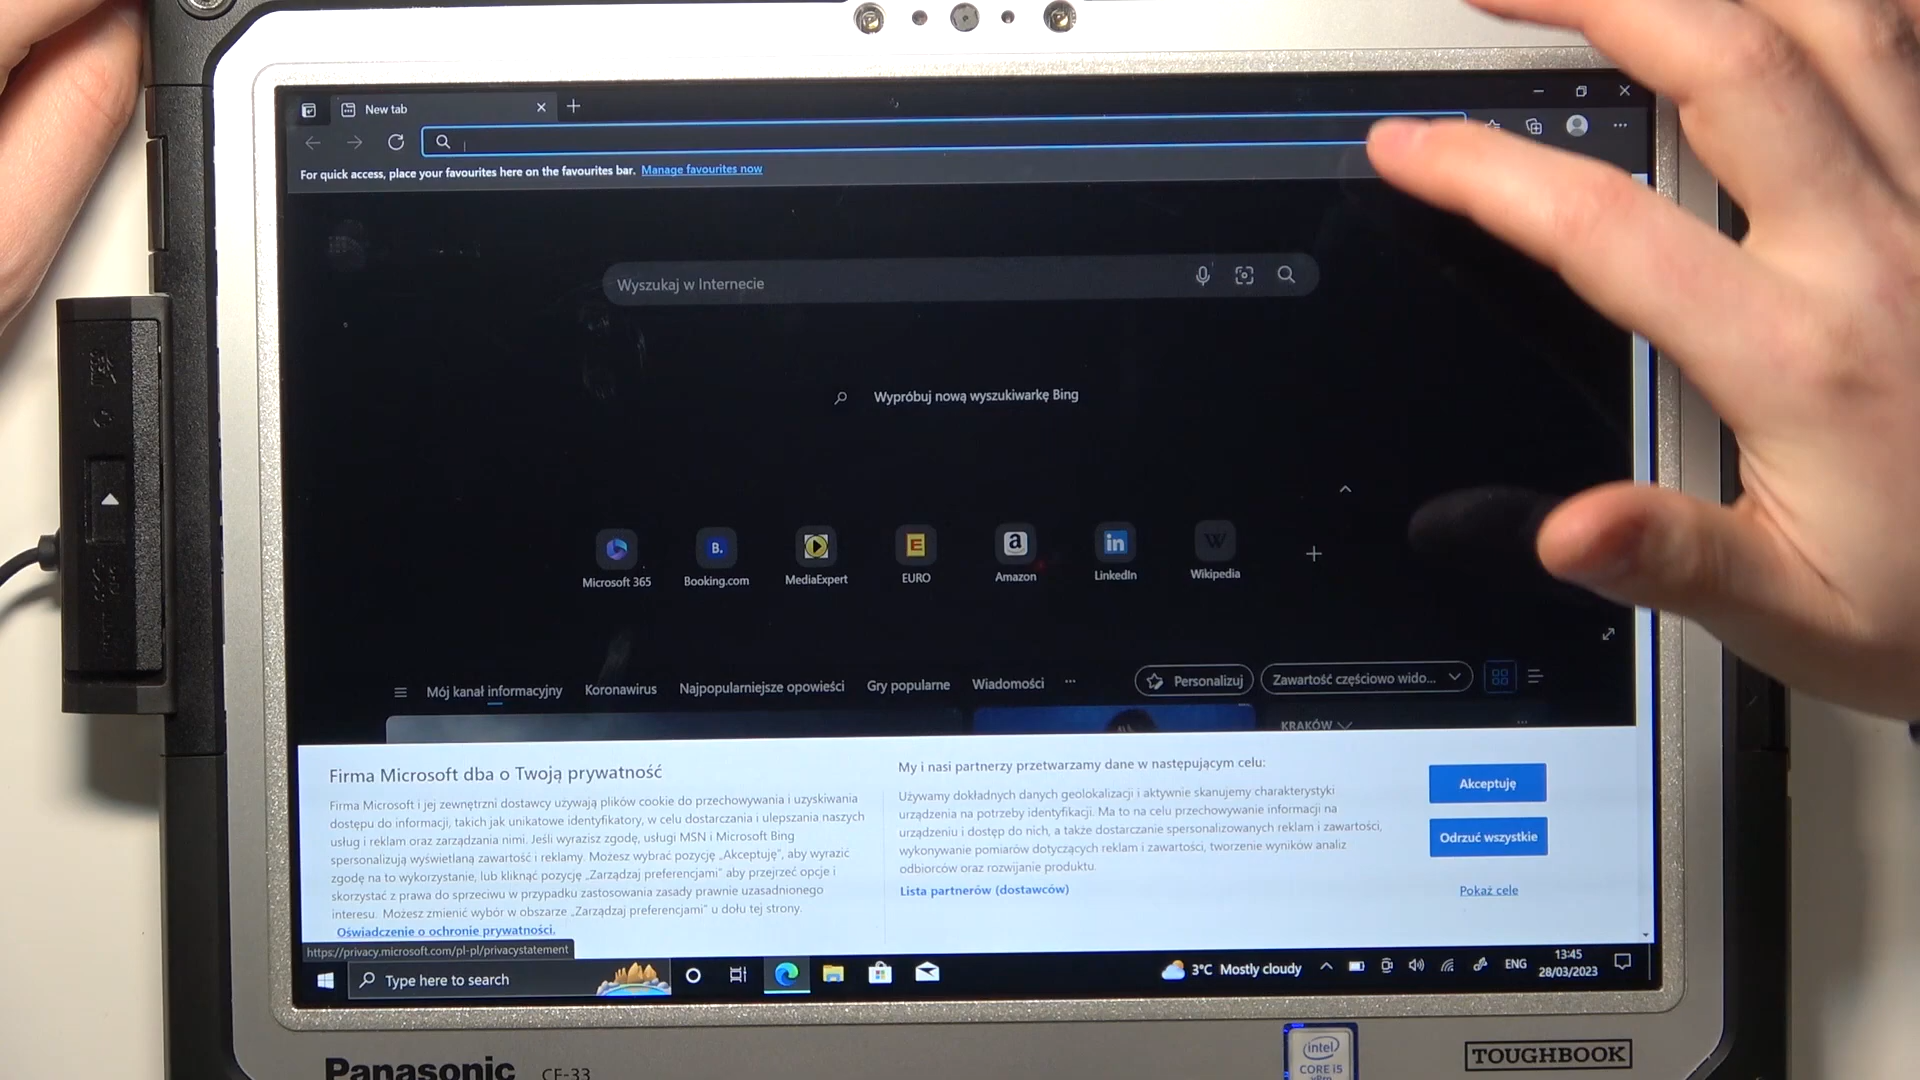 New tab
For quick access, place your favourites here on the favourites bar. Manage favourites now
Wyszukaj w Internecie
Wypróbuj nową wyszukiwarkę Bing
Microsoft 365
Booking.com
MediaExpert
EURO
Amazon
LinkedIn
Wikipedia
Mój kanał informacyjny
Koronawirus
Najpopularniejsze opowieści
Gry popularne
Wiadomości
Personalizuj
Zawartość częściowo wido...
KRAKÓW
Firma Microsoft dba o Twoją prywatność
Firma Microsoft i jej zewnętrzni dostawcy używają plików cookie do przechowywania i uzyskiwania
dostępu do informacji, takich jak unikatowe identyfikatory, w celu dostarczania i ulepszania naszych
usług i reklam oraz zarządzania nimi. Jeśli wyrazisz zgodę, usługi MSN i Microsoft Bing
spersonalizują wyświetlaną zawartość i reklamy. Możesz wybrać pozycję „Akceptuję", aby wyrazić
zgodę na to wykorzystanie, lub kliknąć pozycję „Zarządzaj preferencjami" aby przejrzeć opcje i
skorzystać z prawa do sprzeciwu w przypadku zastosowania zasady prawnie uzasadnionego
interesu. Możesz zmienić wybór w obszarze „Zarządzaj preferencjami" u dołu tej strony.
Oświadczenie o ochronie prywatności.
My i nasi partnerzy przetwarzamy dane w następującym celu:
Używamy dokładnych danych geolokalizacji i aktywnie skanujemy charakterystyki
urządzenia na potrzeby identyfikacji. Ma to na celu przechowywanie informacji na
urządzeniu i dostęp do nich, a także dostarczanie spersonalizowanych reklam i zawartości,
wykonywanie pomiarów dotyczących reklam i zawartości, tworzenie wyników analiz
odbiorców oraz rozwijanie produktu.
Lista partnerów (dostawców)
Akceptuję
Odrzuć wszystkie
Pokaż cele
https://privacy.microsoft.com/pl-pl/privacystatement
Type here to search
3°C Mostly cloudy
ENG
13:45
28/03/2023
Panasonic CF-33
intel
CORE i5
vPro
TOUGHBOOK